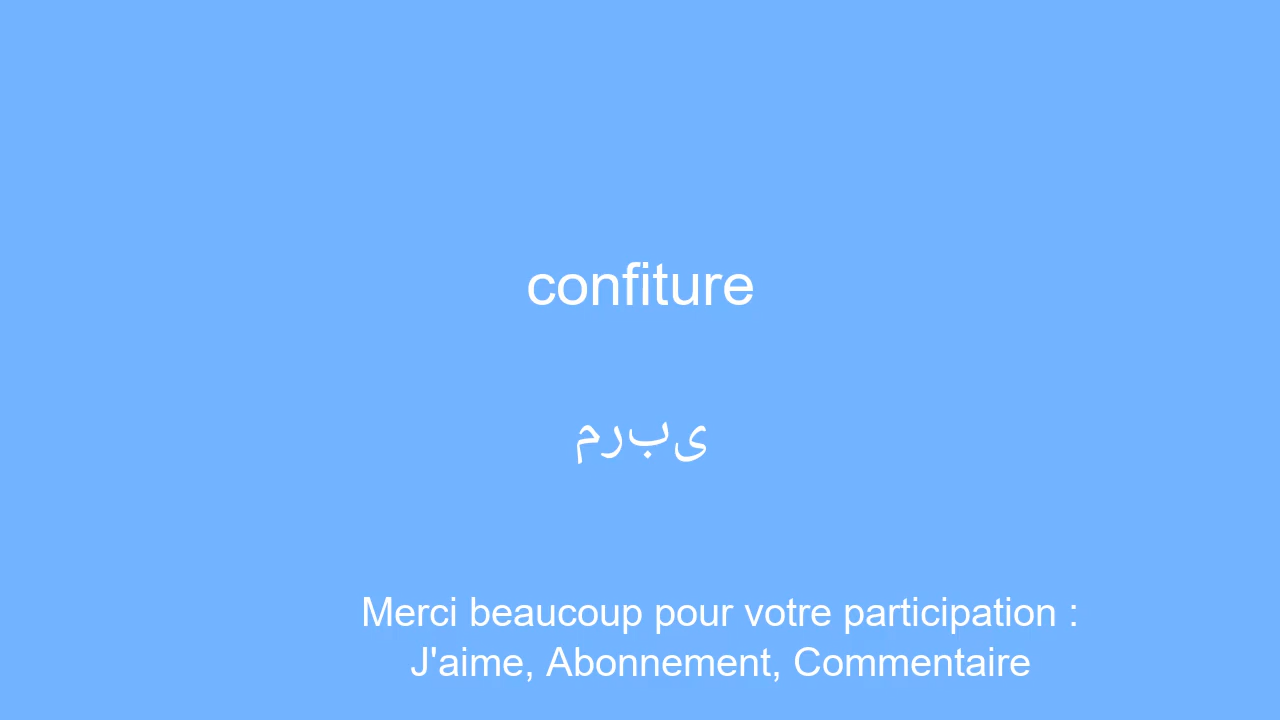 confiture
مربى
Merci beaucoup pour votre participation :
J'aime, Abonnement, Commentaire